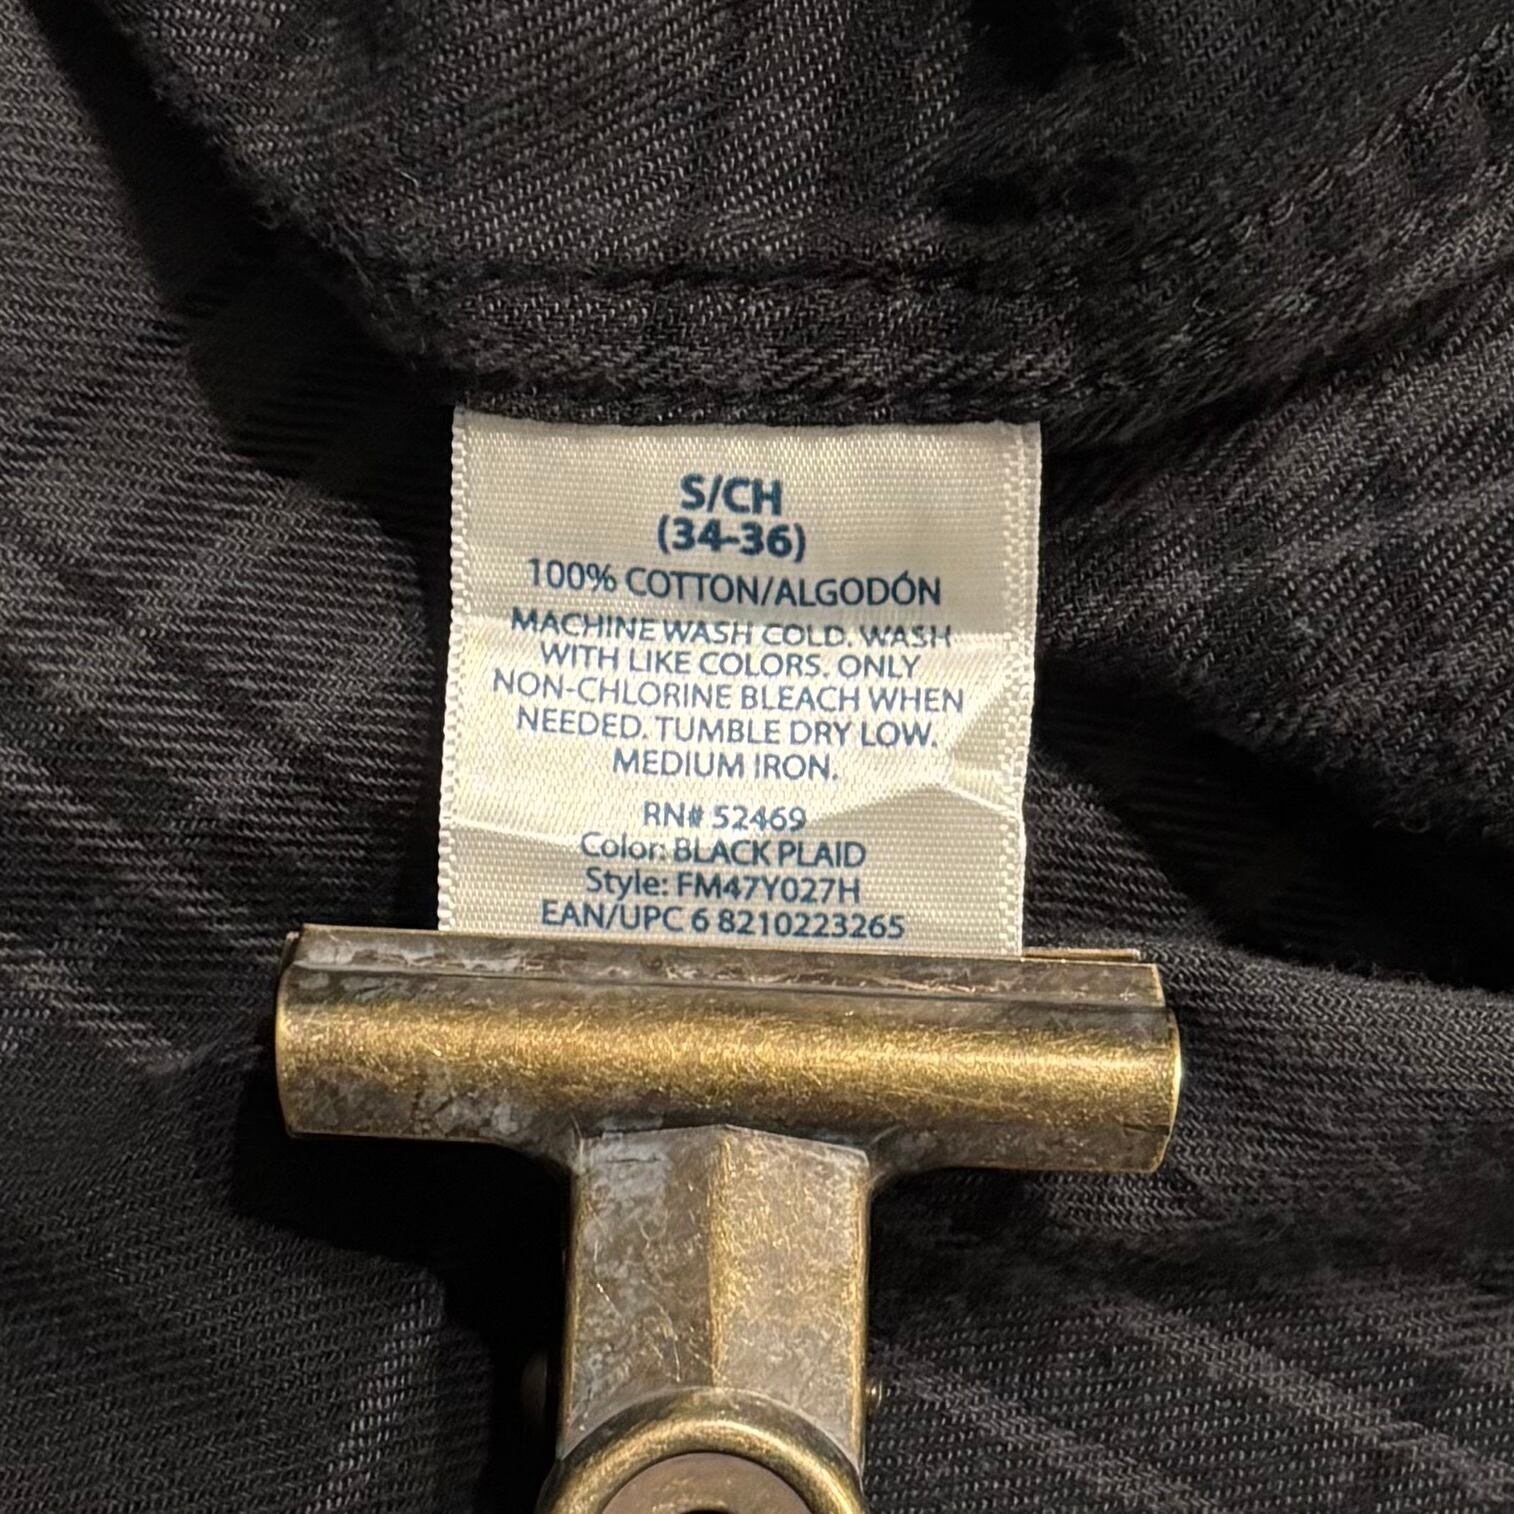 S/CH
(34-36)
100% COTTON/ALGODÓN
MACHINE WASH COLD. WASH
WITH LIKE COLORS. ONLY
NON-CHLORINE BLEACH WHEN
NEEDED. TUMBLE DRY LOW.
MEDIUM IRON.
RN# 52469
Color: BLACK PLAID
Style: FM47Y027H
EAN/UPC 6 8210223265